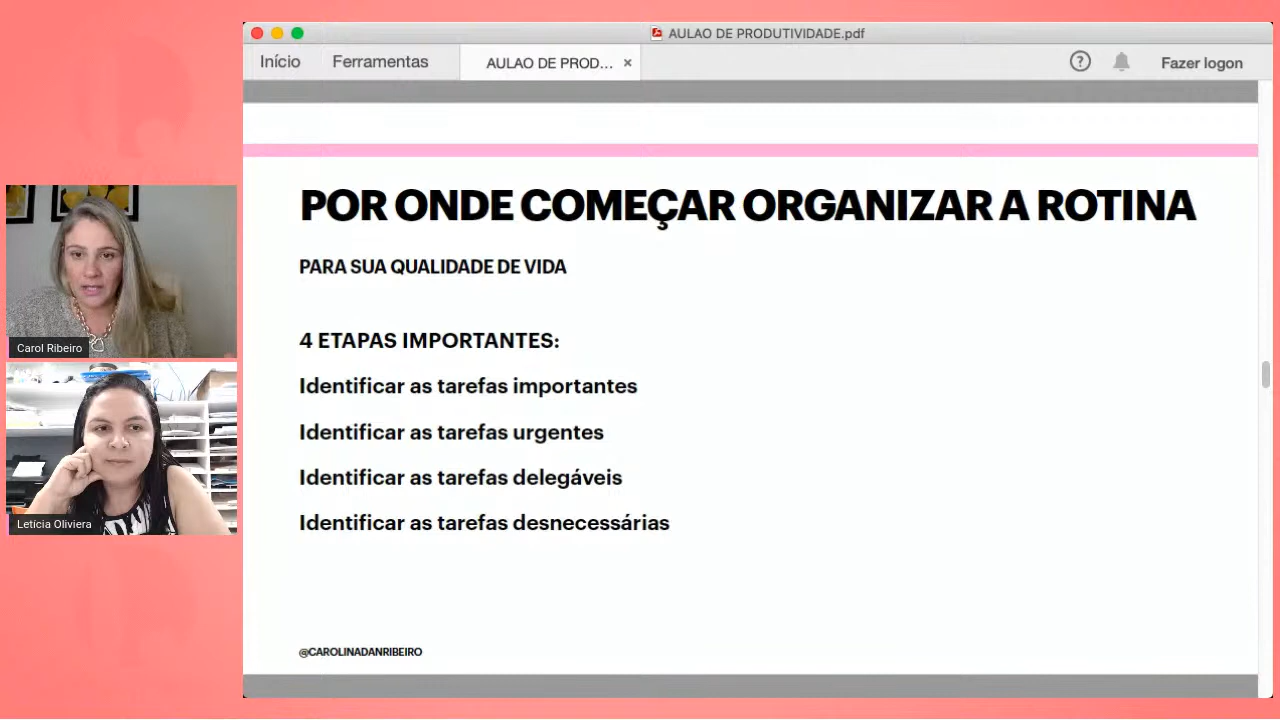 AULAO DE PRODUTIVIDADE.pdf
Início
Ferramentas
AULAO DE PROD...
×
?
Fazer logon
POR ONDE COMEÇAR ORGANIZAR A ROTINA
PARA SUA QUALIDADE DE VIDA
4 ETAPAS IMPORTANTES:
Identificar as tarefas importantes
Identificar as tarefas urgentes
Identificar as tarefas delegáveis
Identificar as tarefas desnecessárias
@CAROLINADANRIBEIRO
Carol Ribeiro
Letícia Oliviera